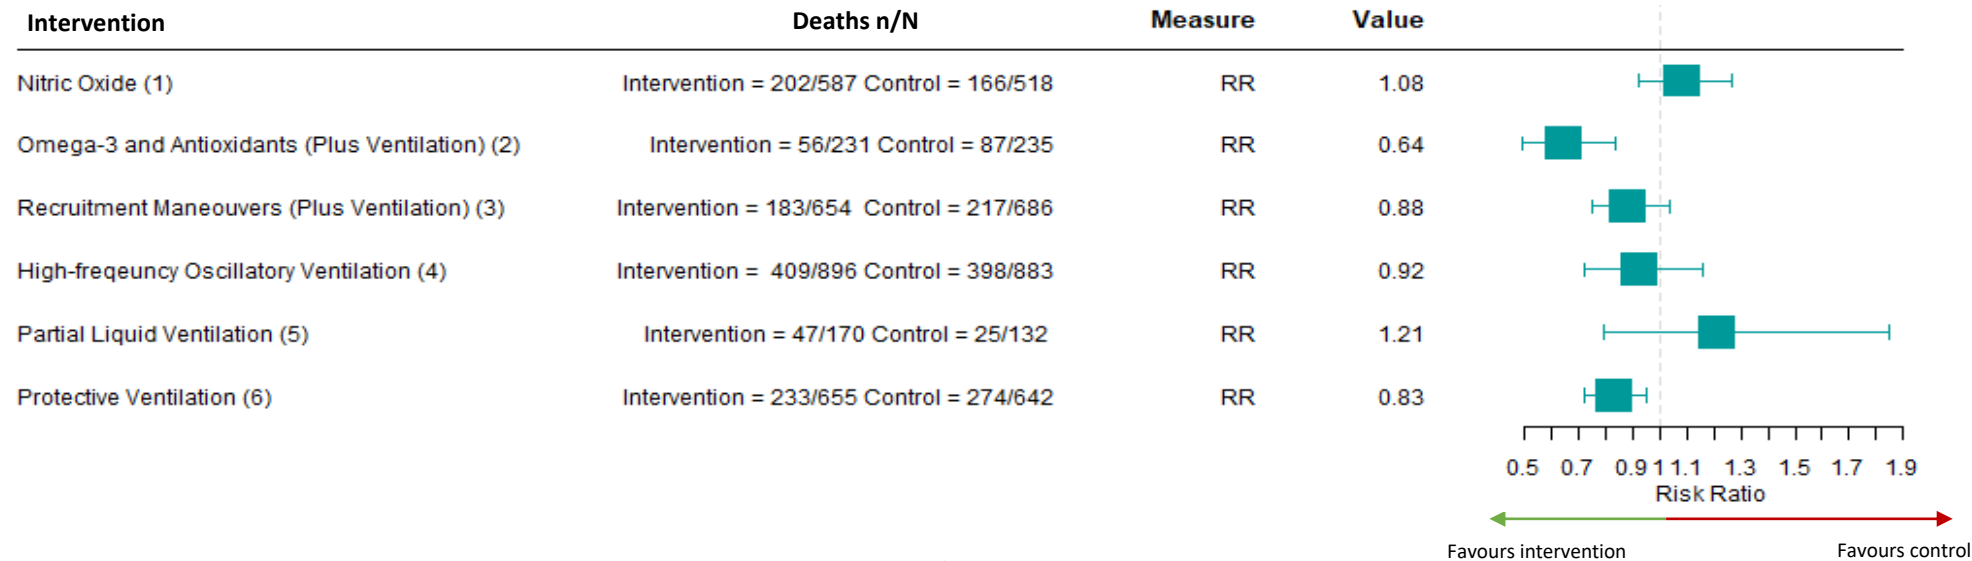 Intervention Deaths n/N Measure Value
Nitric Oxide (1) Intervention = 202/587 Control = 166/518 RR 1.08
Omega-3 and Antioxidants (Plus Ventilation) (2) Intervention = 56/231 Control = 87/235 RR 0.64
Recruitment Maneouvers (Plus Ventilation) (3) Intervention = 183/654 Control = 217/686 RR 0.88
High-freqeuncy Oscillatory Ventilation (4) Intervention = 409/896 Control = 398/883 RR 0.92
Partial Liquid Ventilation (5) Intervention = 47/170 Control = 25/132 RR 1.21
Protective Ventilation (6) Intervention = 233/655 Control = 274/642 RR 0.83
0.5 0.7 0.9 1 1.1 1.3 1.5 1.7 1.9
Risk Ratio
Favours intervention Favours control